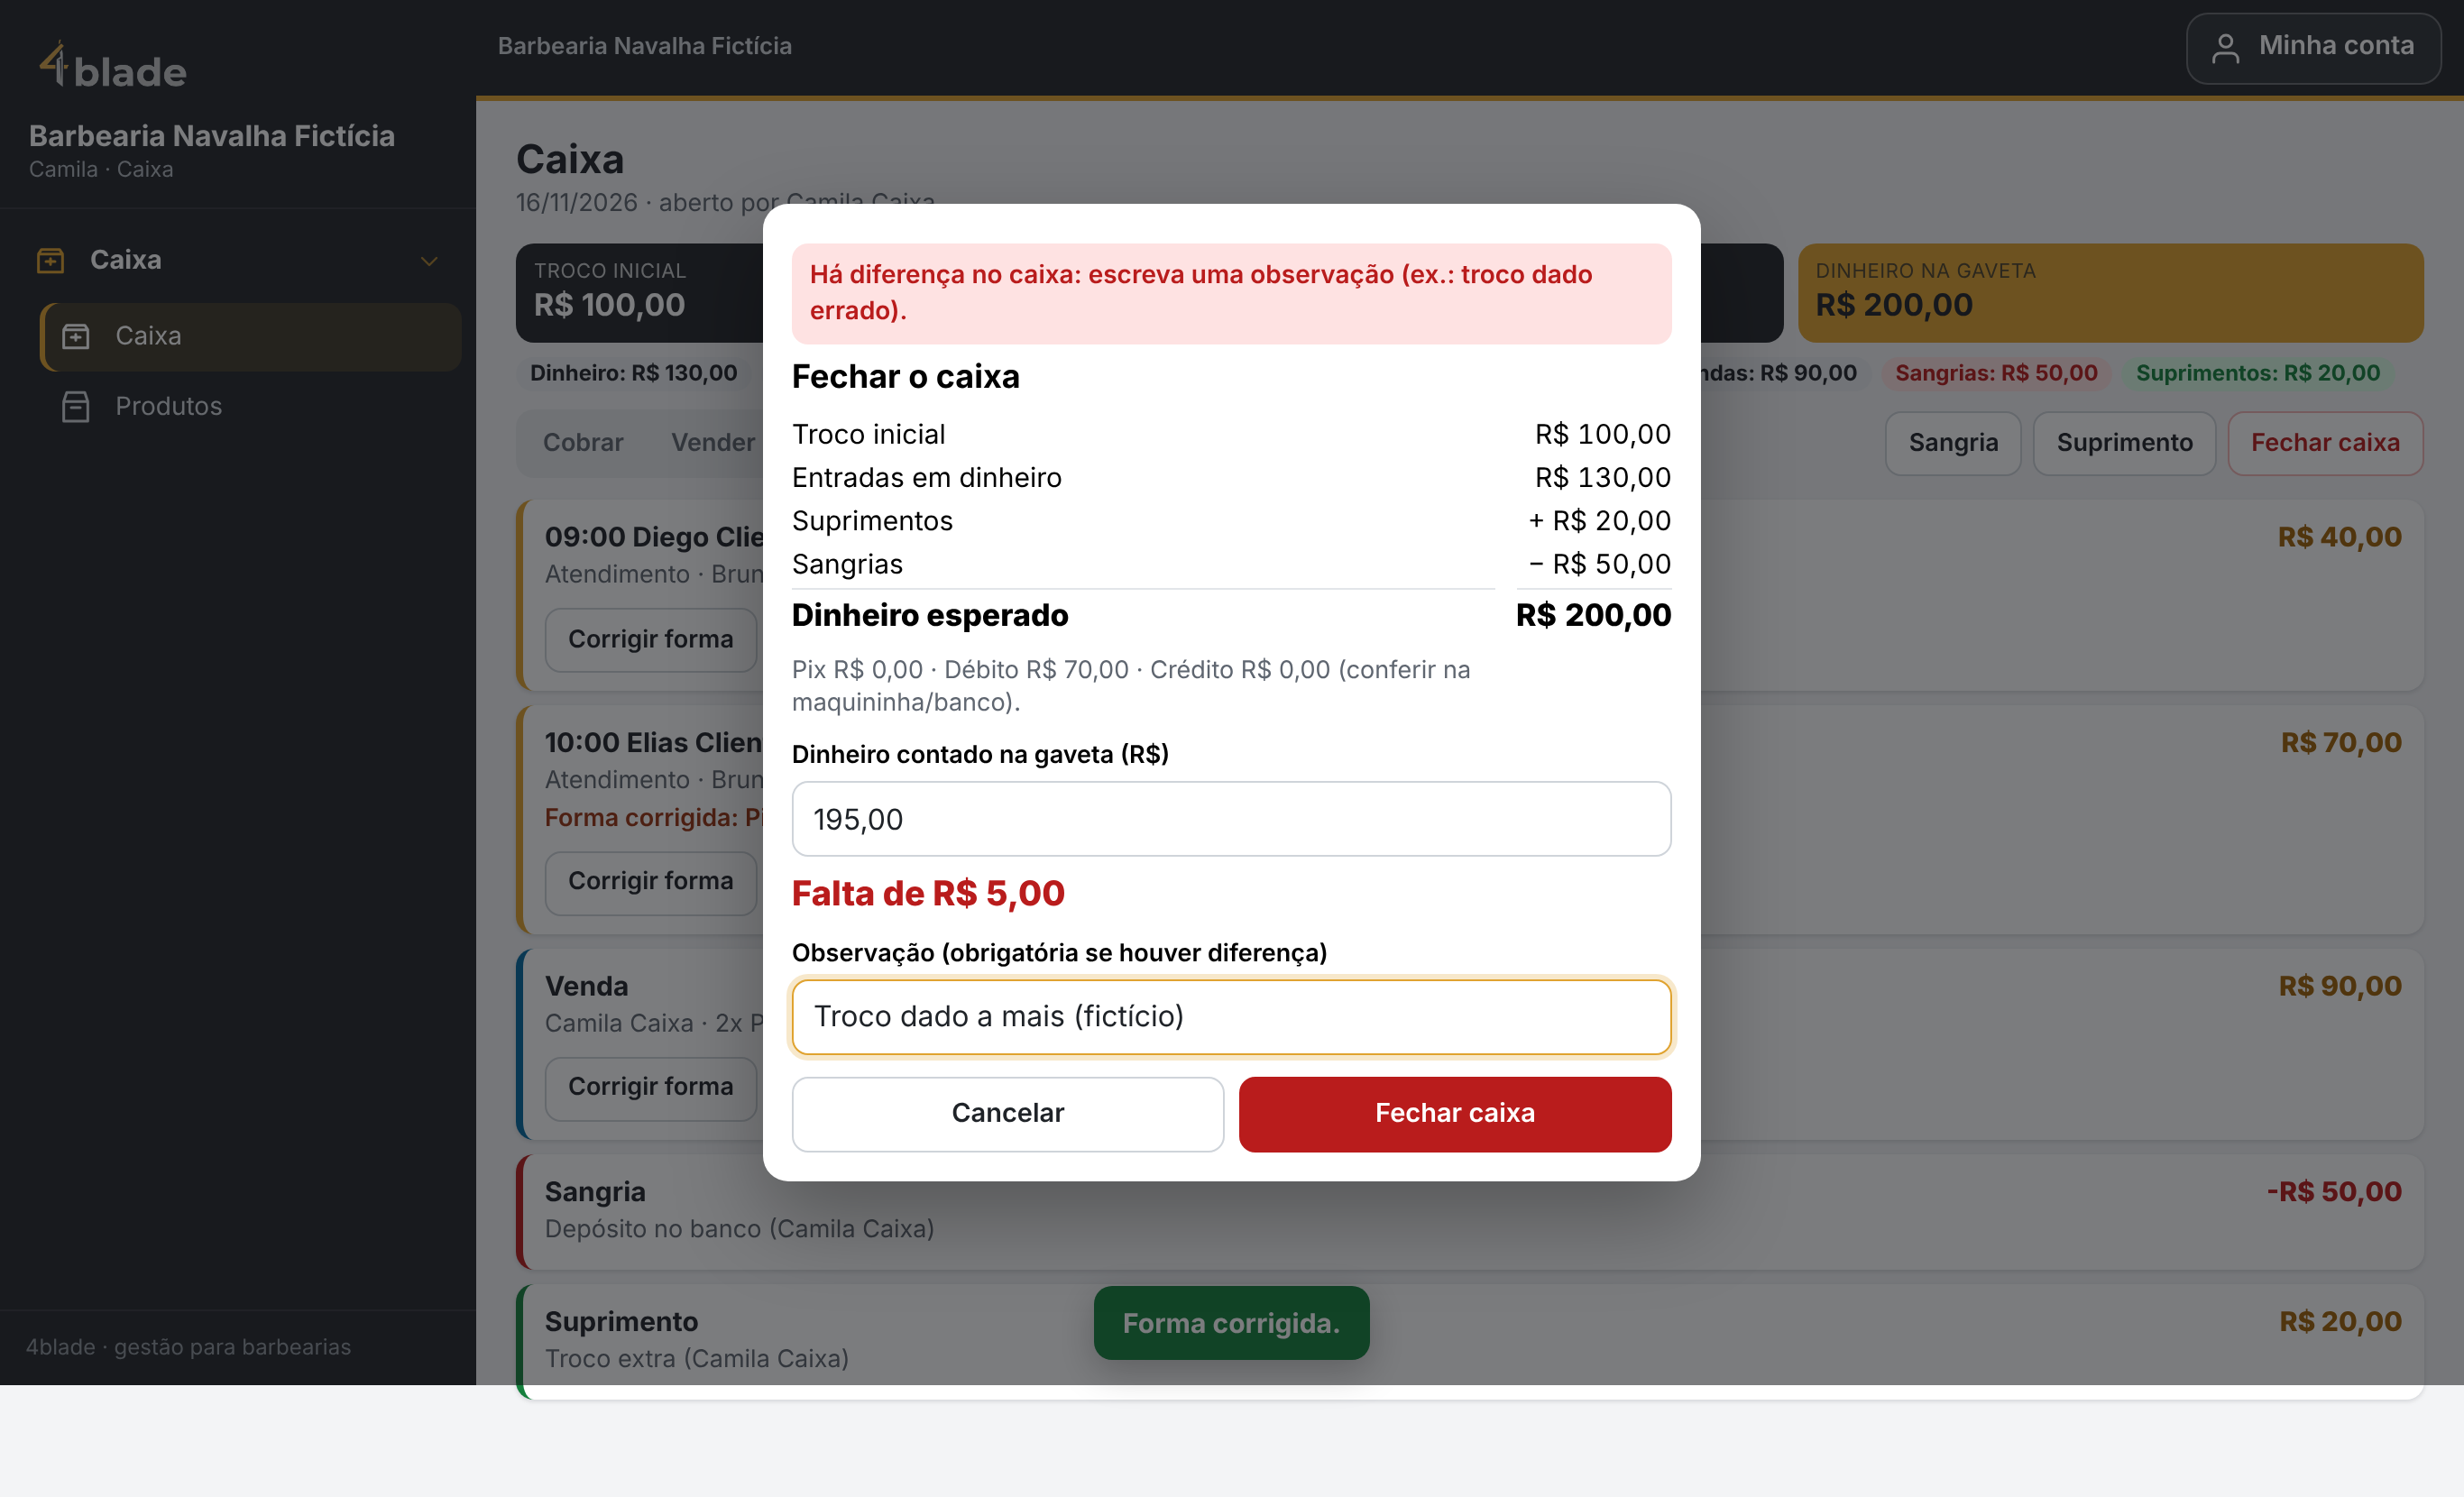 4blade
Barbearia Navalha Fictícia
Camila · Caixa
Caixa
Caixa
Produtos
4blade · gestão para barbearias
Barbearia Navalha Fictícia
Minha conta
Caixa
16/11/2026 · aberto por Camila Caixa
TROCO INICIAL
R$ 100,00
DINHEIRO NA GAVETA
R$ 200,00
Dinheiro: R$ 130,00
R$ 90,00
Sangrias: R$ 50,00
Suprimentos: R$ 20,00
Cobrar
Vender
Sangria
Suprimento
Fechar caixa
09:00 Diego
R$ 40,00
Atendimento ·
Corrigir forma
10:00 Elias
R$ 70,00
Atendimento ·
Forma corrigida:
Corrigir forma
Venda
R$ 90,00
Camila Caixa · 2x
Corrigir forma
Sangria
-R$ 50,00
Depósito no banco (Camila Caixa)
Suprimento
R$ 20,00
Troco extra (Camila Caixa)
Há diferença no caixa: escreva uma observação (ex.: troco dado
errado).
Fechar o caixa
Troco inicial R$ 100,00
Entradas em dinheiro R$ 130,00
Suprimentos + R$ 20,00
Sangrias − R$ 50,00
Dinheiro esperado R$ 200,00
Pix R$ 0,00 · Débito R$ 70,00 · Crédito R$ 0,00 (conferir na
maquininha/banco).
Dinheiro contado na gaveta (R$)
195,00
Falta de R$ 5,00
Observação (obrigatória se houver diferença)
Troco dado a mais (fictício)
Cancelar
Fechar caixa
Forma corrigida.